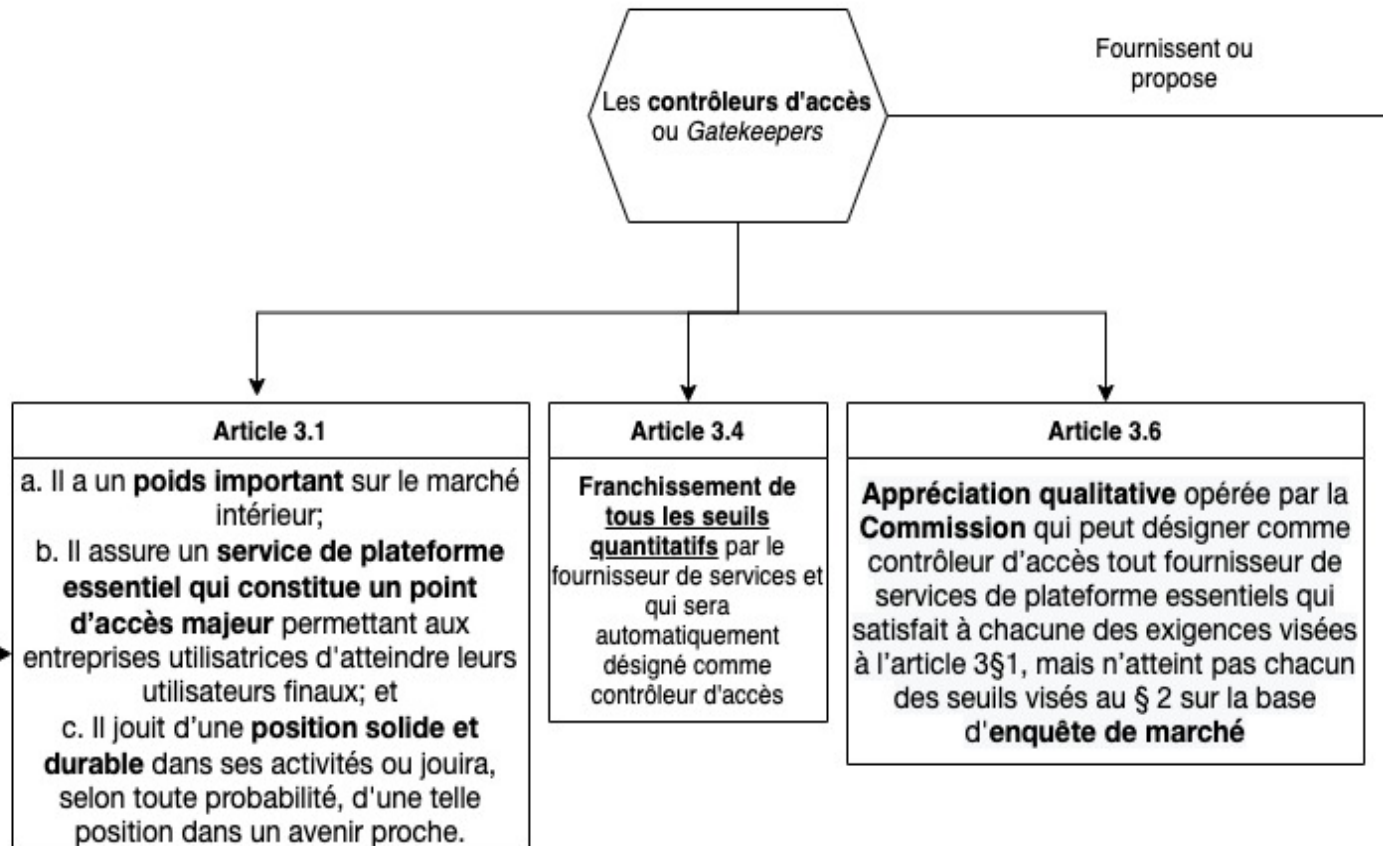 Fournissent ou
propose
Les contrôleurs d'accès
ou Gatekeepers
Article 3.1
a. Il a un poids important sur le marché
intérieur;
b. Il assure un service de plateforme
essentiel qui constitue un point
d'accès majeur permettant aux
entreprises utilisatrices d'atteindre leurs
utilisateurs finaux; et
c. Il jouit d'une position solide et
durable dans ses activités ou jouira,
selon toute probabilité, d'une telle
position dans un avenir proche.
Article 3.4
Franchissement de
tous les seuils
quantitatifs par le
fournisseur de services et
qui sera
automatiquement
désigné comme
contrôleur d'accès
Article 3.6
Appréciation qualitative opérée par la
Commission qui peut désigner comme
contrôleur d'accès tout fournisseur de
services de plateforme essentiels qui
satisfait à chacune des exigences visées
à l'article 3§1, mais n'atteint pas chacun
des seuils visés au § 2 sur la base
d'enquête de marché